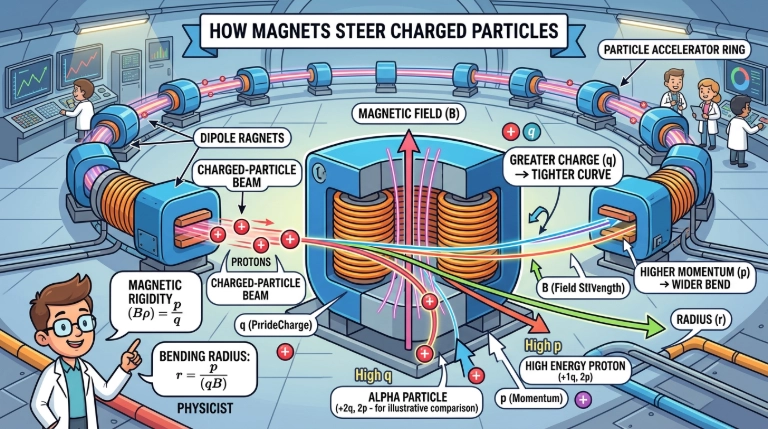 HOW MAGNETS STEER CHARGED PARTICLES
PARTICLE ACCELERATOR RING
MAGNETIC FIELD (B)
+ q
DIPOLE RAGNETS
GREATER CHARGE (q)
→ TIGHTER CURVE
CHARGED-PARTICLE
BEAM
+
+
+
+
+
PROTONS
CHARGED-PARTICLE
BEAM
HIGHER MOMENTUM (p)
→ WIDER BEND
B (Field StIVength)
MAGNETIC
RIGIDITY
(Bρ) = p/q
+
q (PrideCharge)
+
RADIUS (r)
BENDING RADIUS:
r = p/(qB)
+
High q
+
High p
HIGH ENERGY PROTON
(+1q, 2p)
ALPHA PARTICLE
(+2q, 2p - for illustrative comparison)
p (Momentum)
+
PHYSICIST